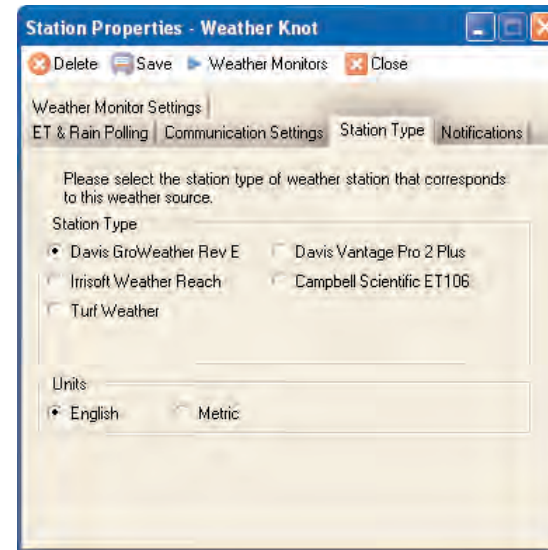 Station Properties - Weather Knot
Delete Save Weather Monitors Close
Weather Monitor Settings
ET & Rain Polling Communication Settings Station Type Notifications
Please select the station type of weather station that corresponds
to this weather source.
Station Type
Davis GroWeather Rev E Davis Vantage Pro 2 Plus
Irrisoft Weather Reach Campbell Scientific ET106
Turf Weather
Units
English Metric